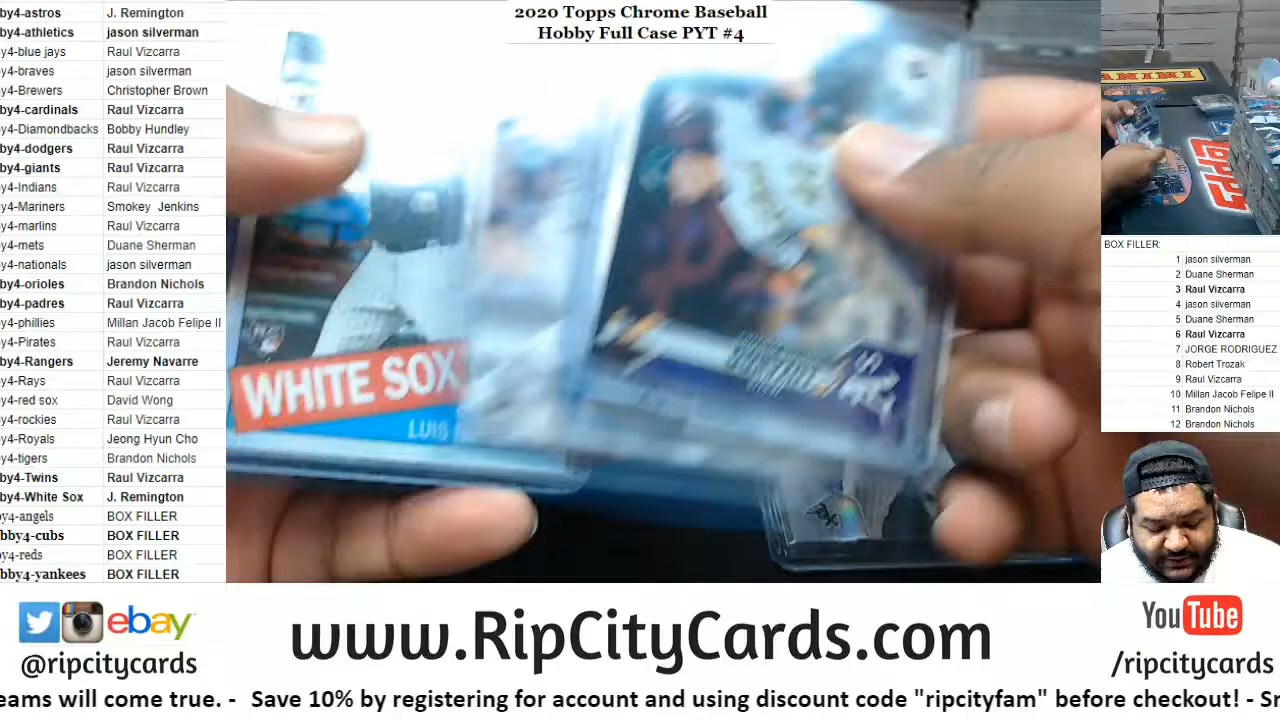 by4-astros J. Remington
by4-athletics jason silverman
y4-blue jays Raul Vizcarra
y4-braves jason silverman
y4-Brewers Christopher Brown
by4-cardinals Raul Vizcarra
y4-Diamondbacks Bobby Hundley
by4-dodgers Raul Vizcarra
by4-giants Raul Vizcarra
y4-Indians Raul Vizcarra
y4-Mariners Smokey Jenkins
y4-marlins Raul Vizcarra
y4-mets Duane Sherman
y4-nationals jason silverman
by4-orioles Brandon Nichols
by4-padres Raul Vizcarra
y4-phillies Millan Jacob Felipe II
y4-Pirates Raul Vizcarra
by4-Rangers Jeremy Navarre
y4-Rays Raul Vizcarra
y4-red sox David Wong
y4-rockies Raul Vizcarra
y4-Royals Jeong Hyun Cho
y4-tigers Brandon Nichols
by4-Twins Raul Vizcarra
by4-White Sox J. Remington
y4-angels BOX FILLER
bby4-cubs BOX FILLER
y4-reds BOX FILLER
bby4-yankees BOX FILLER
2020 Topps Chrome Baseball
Hobby Full Case PYT #4
WHITE SOX
LUIS
PANINI
TOPPS
BOX FILLER:
1 jason silverman
2 Duane Sherman
3 Raul Vizcarra
4 jason silverman
5 Duane Sherman
6 Raul Vizcarra
7 JORGE RODRIGUEZ
8 Robert Trozak
9 Raul Vizcarra
10 Millan Jacob Felipe II
11 Brandon Nichols
12 Brandon Nichols
ebay
@ripcitycards
www.RipCityCards.com
YouTube
/ripcitycards
eams will come true. - Save 10% by registering for account and using discount code "ripcityfam" before checkout! - Sn